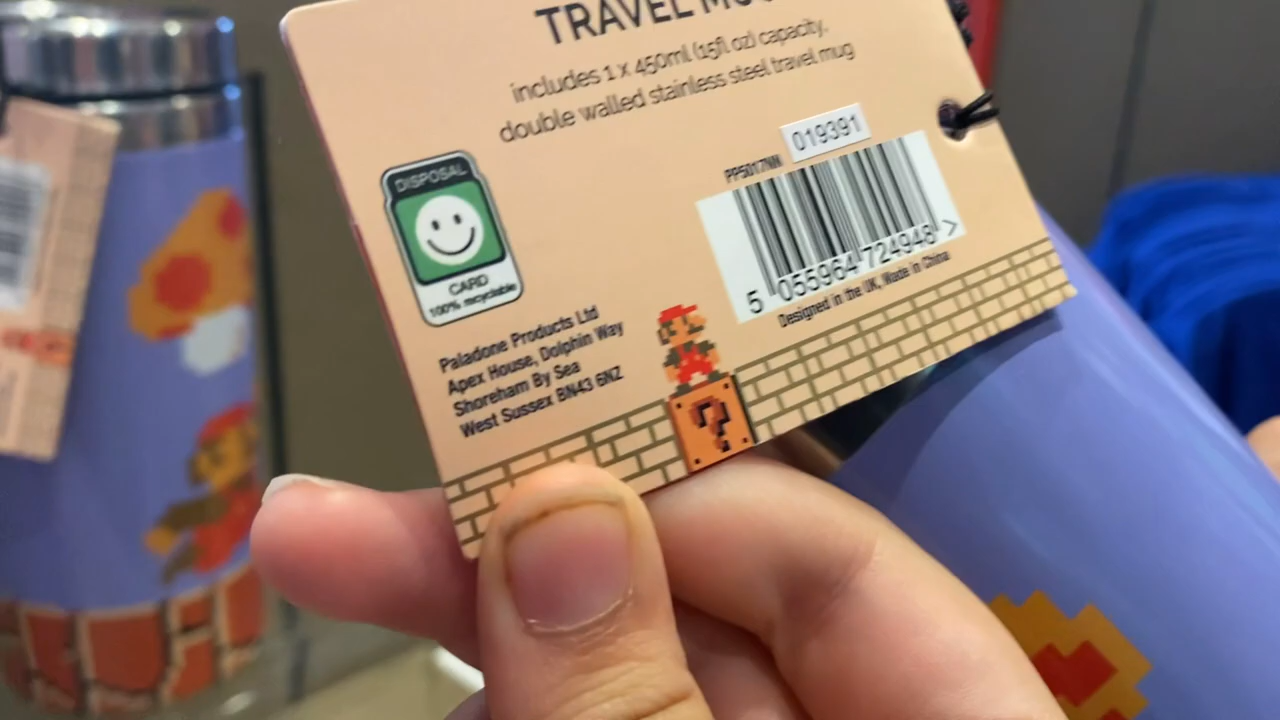 TRAVEL MUG
includes 1 x 450ml (15fl oz) capacity,
double walled stainless steel travel mug
019391
PP5017NN
5 055964 724948 >
Designed in the UK, Made in China
DISPOSAL
CARD
100% recyclable
Paladone Products Ltd
Apex House, Dolphin Way
Shoreham By Sea
West Sussex BN43 6NZ
?